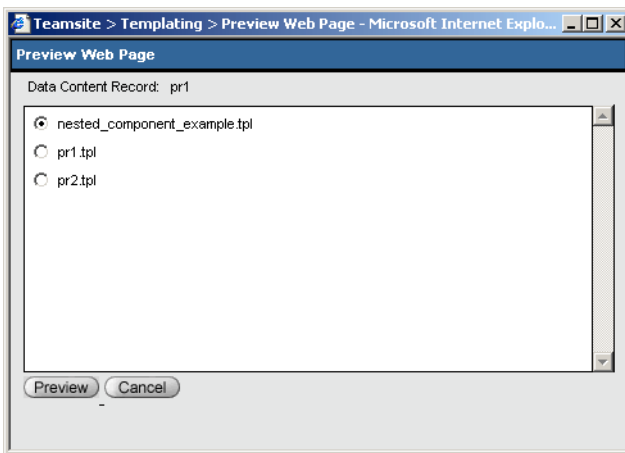 Teamsite > Templating > Preview Web Page - Microsoft Internet Explo...
Preview Web Page
Data Content Record: pr1
nested_component_example.tpl
pr1.tpl
pr2.tpl
Preview Cancel